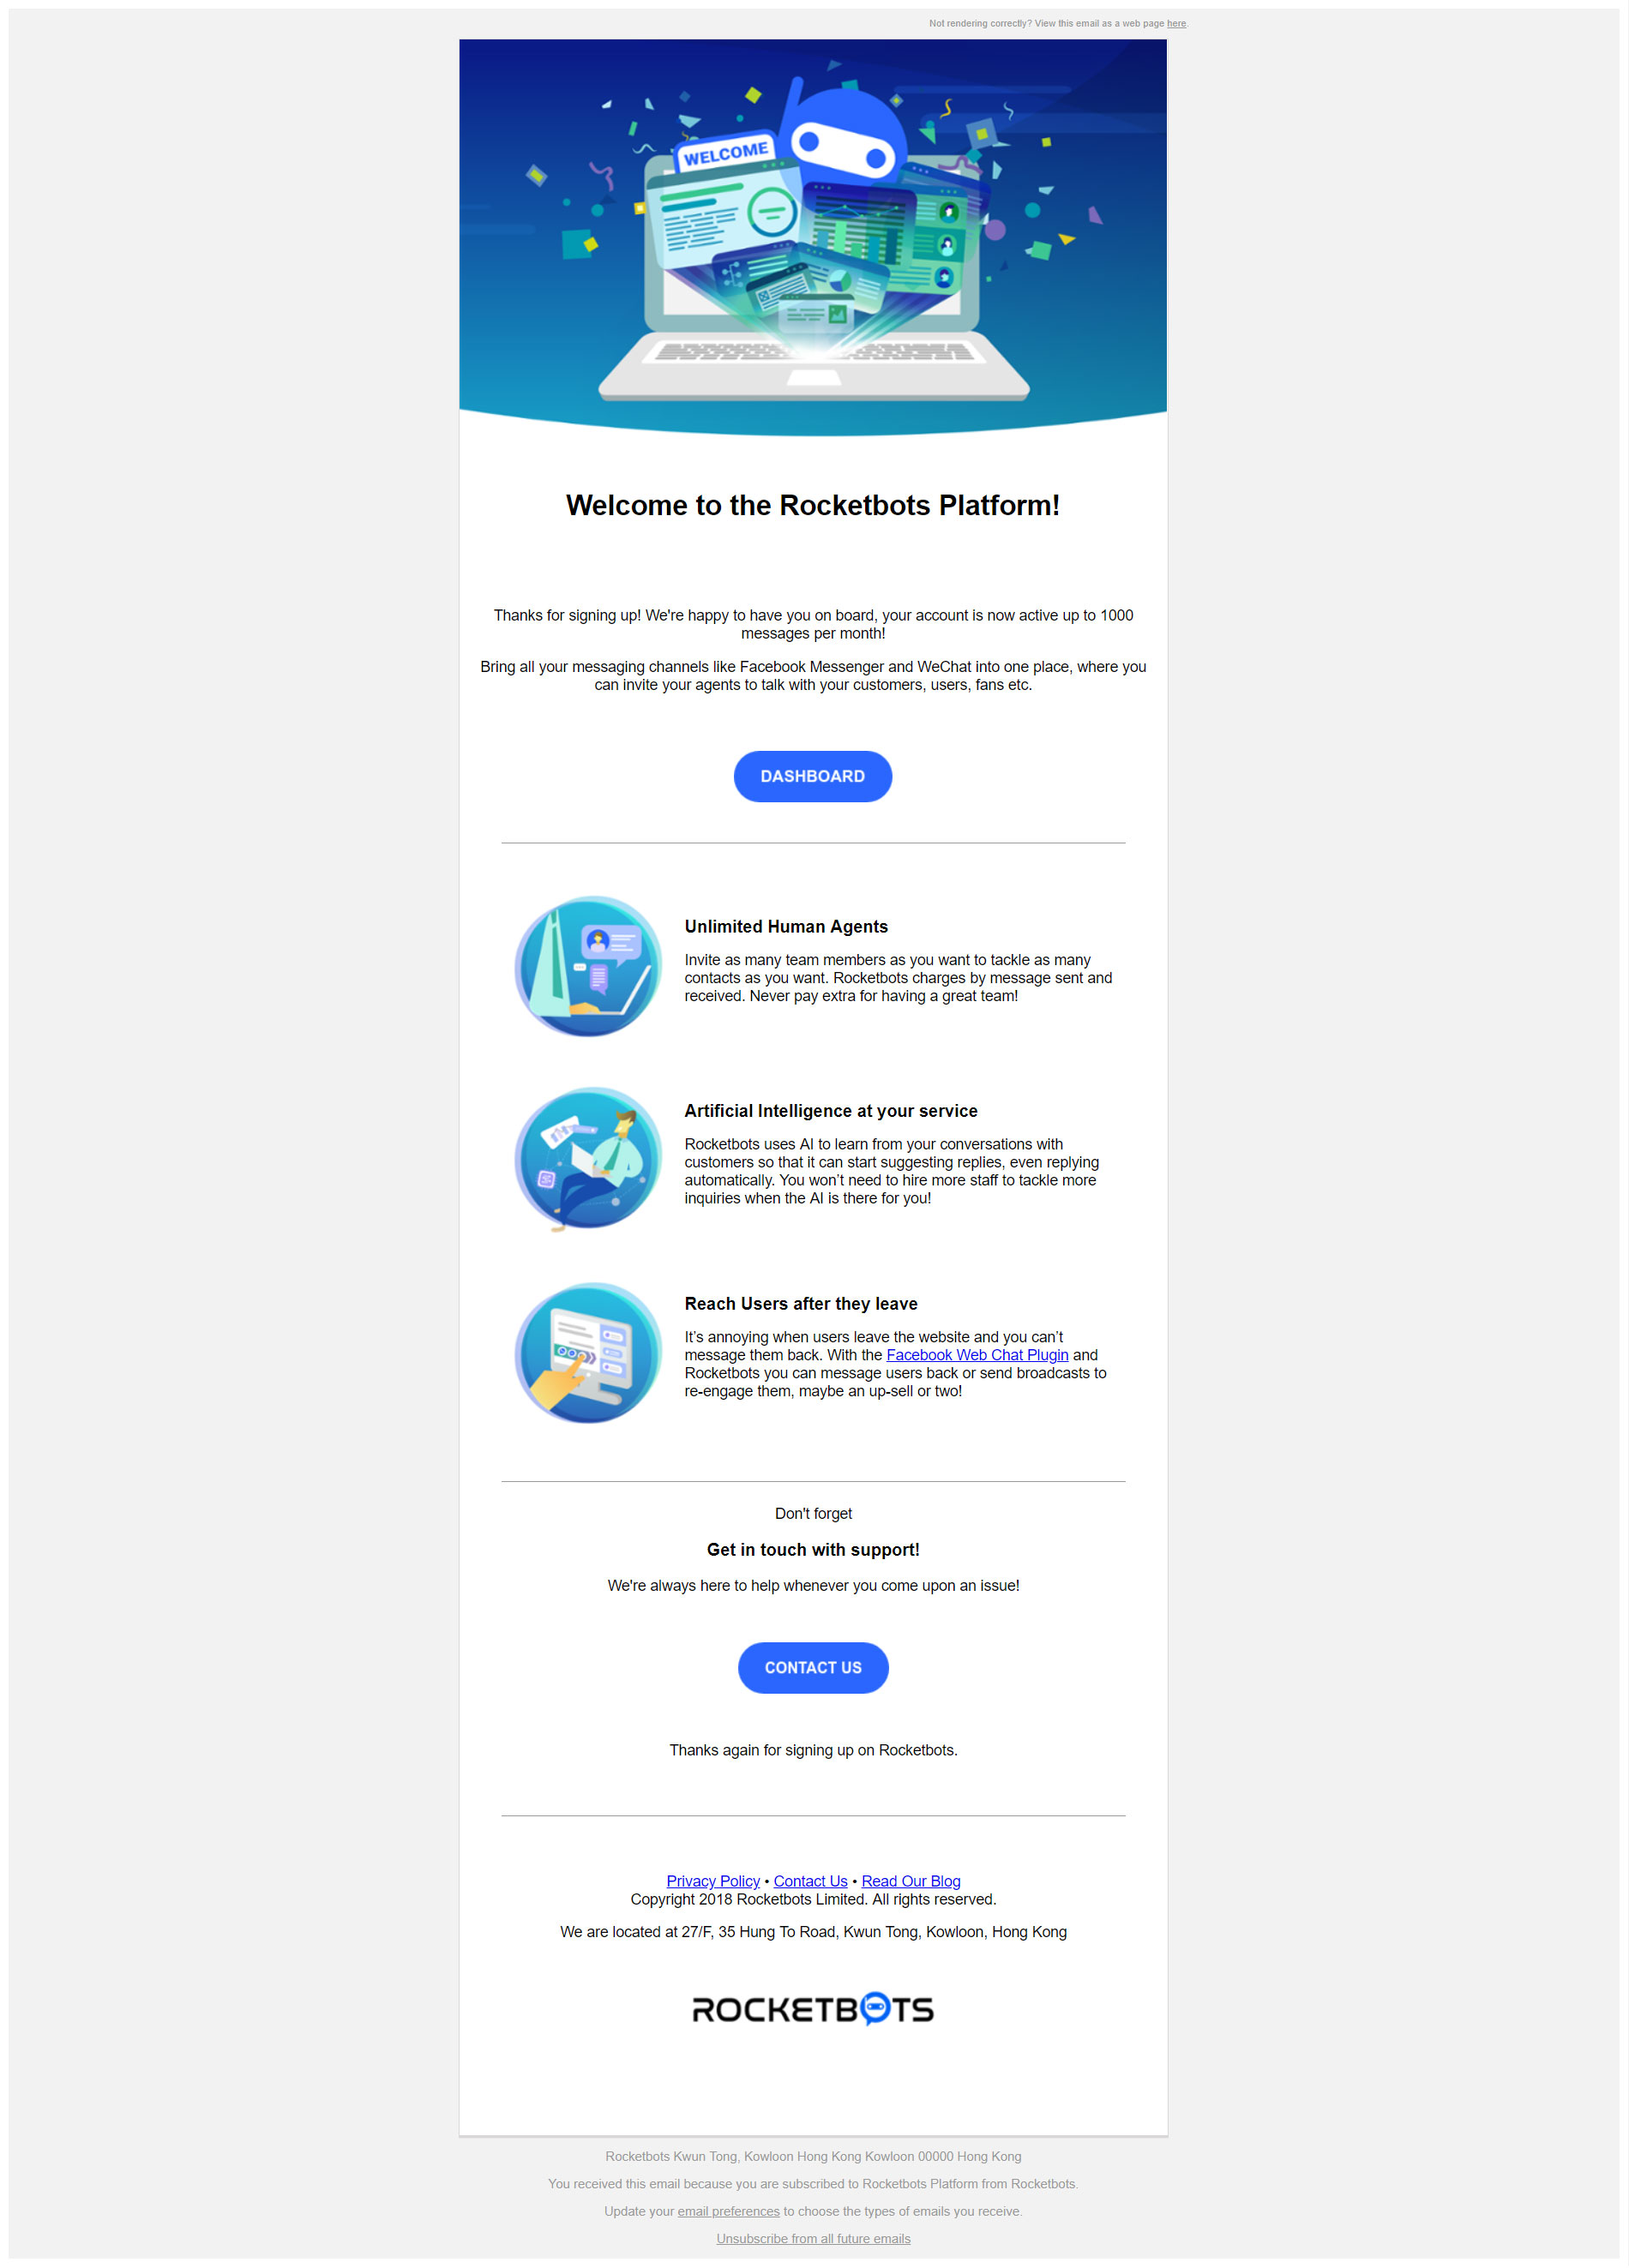 Not rendering correctly? View this email as a web page here.
WELCOME
Welcome to the Rocketbots Platform!
Thanks for signing up! We're happy to have you on board, your account is now active up to 1000
messages per month!
Bring all your messaging channels like Facebook Messenger and WeChat into one place, where you
can invite your agents to talk with your customers, users, fans etc.
DASHBOARD
Unlimited Human Agents
Invite as many team members as you want to tackle as many
contacts as you want. Rocketbots charges by message sent and
received. Never pay extra for having a great team!
Artificial Intelligence at your service
Rocketbots uses AI to learn from your conversations with
customers so that it can start suggesting replies, even replying
automatically. You won’t need to hire more staff to tackle more
inquiries when the AI is there for you!
Reach Users after they leave
It’s annoying when users leave the website and you can’t
message them back. With the Facebook Web Chat Plugin and
Rocketbots you can message users back or send broadcasts to
re-engage them, maybe an up-sell or two!
Don't forget
Get in touch with support!
We're always here to help whenever you come upon an issue!
CONTACT US
Thanks again for signing up on Rocketbots.
Privacy Policy • Contact Us • Read Our Blog
Copyright 2018 Rocketbots Limited. All rights reserved.
We are located at 27/F, 35 Hung To Road, Kwun Tong, Kowloon, Hong Kong
ROCKETBOTS
Rocketbots Kwun Tong, Kowloon Hong Kong Kowloon 00000 Hong Kong
You received this email because you are subscribed to Rocketbots Platform from Rocketbots.
Update your email preferences to choose the types of emails you receive.
Unsubscribe from all future emails